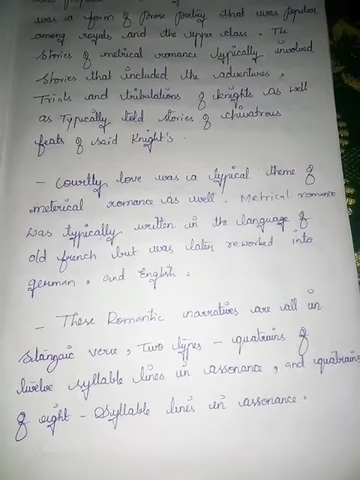 was a form of prose poetry that was popular
among royals and the upper class. The
stories of metrical romance typically involved
stories that included the adventures,
Trials and tribulations of knights as well
as Typically told stories of chivatrous
feats of said Knight's.
- Courtly love was a typical theme of
meterical romance as well. Metrical romance
was typically written in the language of
old french but was later reworked into
german, and English.
- These Romantic narratives are all in
verse, Two types - quatrains of
twelve syllable lines in assonance, and quatrains
of eight - syllable lines in assonance.